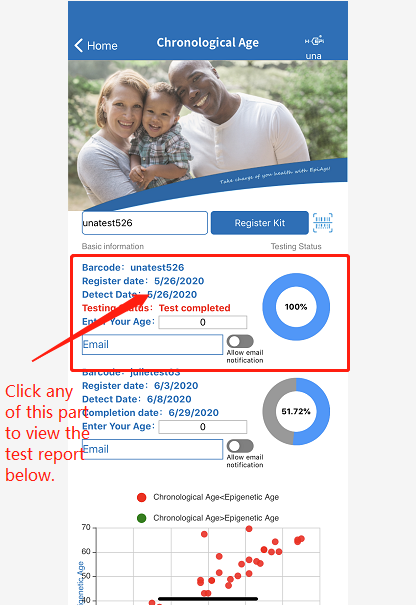 Home
Chronological Age
una
Take charge of you health with EpiAge!
unatest526
Register Kit
Basic information
Testing Status
Barcode: unatest526
Register date: 5/26/2020
Detect Date: 5/26/2020
Testing Status: Test completed
Enter Your Age: 0
Email
Allow email
notification
100%
Barcode: julietest03
Register date: 6/3/2020
Detect Date: 6/8/2020
Completion date: 6/29/2020
Enter Your Age: 0
Email
Allow email
notification
51.72%
Click any
of this part
to view the
test report
below.
Chronological Age<Epigenetic Age
Chronological Age>Epigenetic Age
70
60
50
40
genetic Age